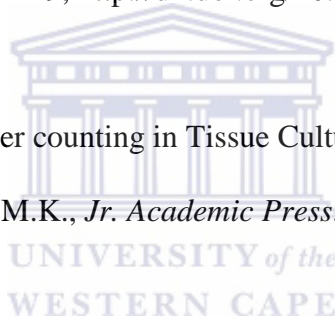 er counting in Tissue Cult
M.K., Jr. Academic Press
UNIVERSITY of the
WESTERN CAPE